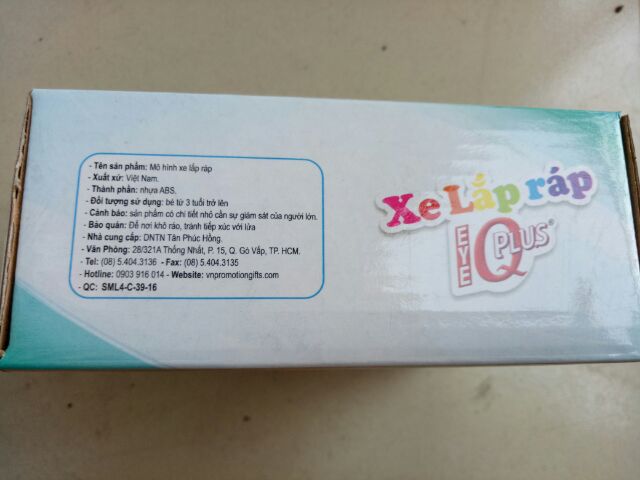 - Tên sản phẩm: Mô hình xe lắp ráp
- Xuất xứ: Việt Nam.
- Thành phần: nhựa ABS.
- Đối tượng sử dụng: bé từ 3 tuổi trở lên
- Cảnh báo: sản phẩm có chi tiết nhỏ cần sự giám sát của người lớn.
- Bảo quản: Để nơi khô ráo, tránh tiếp xúc với lửa
- Nhà cung cấp: DNTN Tân Phúc Hồng.
- Văn Phòng: 28/321A Thống Nhất, P. 15, Q. Gò Vấp, TP. HCM.
- Tel: (08) 5.404.3136 - Fax: (08) 5.404.3135
- Hotline: 0903 916 014 - Website: vnpromotiongifts.com
- QC: SML4-C-39-16
Xe Lắp ráp
EYE IQ PLUS®